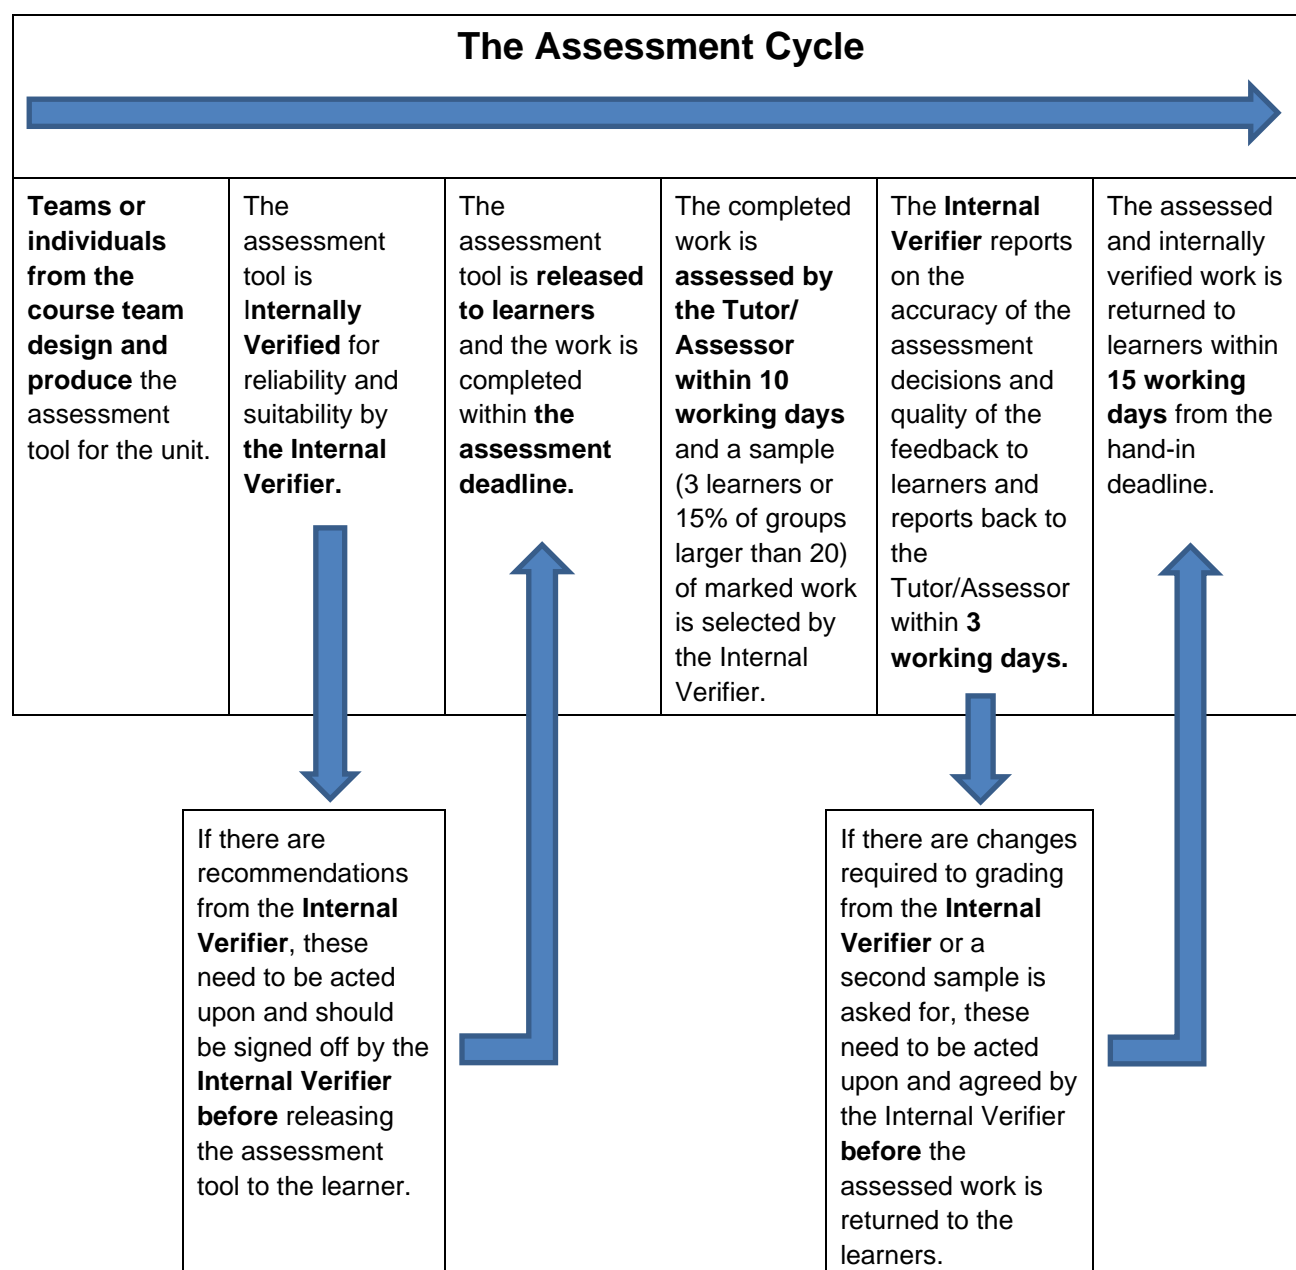 The Assessment Cycle
Teams or
individuals
from the
course team
design and
produce the
assessment
tool for the unit.
The
assessment
tool is
Internally
Verified for
reliability and
suitability by
the Internal
Verifier.
The
assessment
tool is released
to learners
and the work is
completed
within the
assessment
deadline.
The completed
work is
assessed by
the Tutor/
Assessor
within 10
working days
and a sample
(3 learners or
15% of groups
larger than 20)
of marked work
is selected by
the Internal
Verifier.
The Internal
Verifier reports
on the
accuracy of the
assessment
decisions and
quality of the
feedback to
learners and
reports back to
the
Tutor/Assessor
within 3
working days.
The assessed
and internally
verified work is
returned to
learners within
15 working
days from the
hand-in
deadline.
If there are
recommendations
from the Internal
Verifier, these
need to be acted
upon and should
be signed off by the
Internal Verifier
before releasing
the assessment
tool to the learner.
If there are changes
required to grading
from the Internal
Verifier or a
second sample is
asked for, these
need to be acted
upon and agreed by
the Internal Verifier
before the
assessed work is
returned to the
learners.